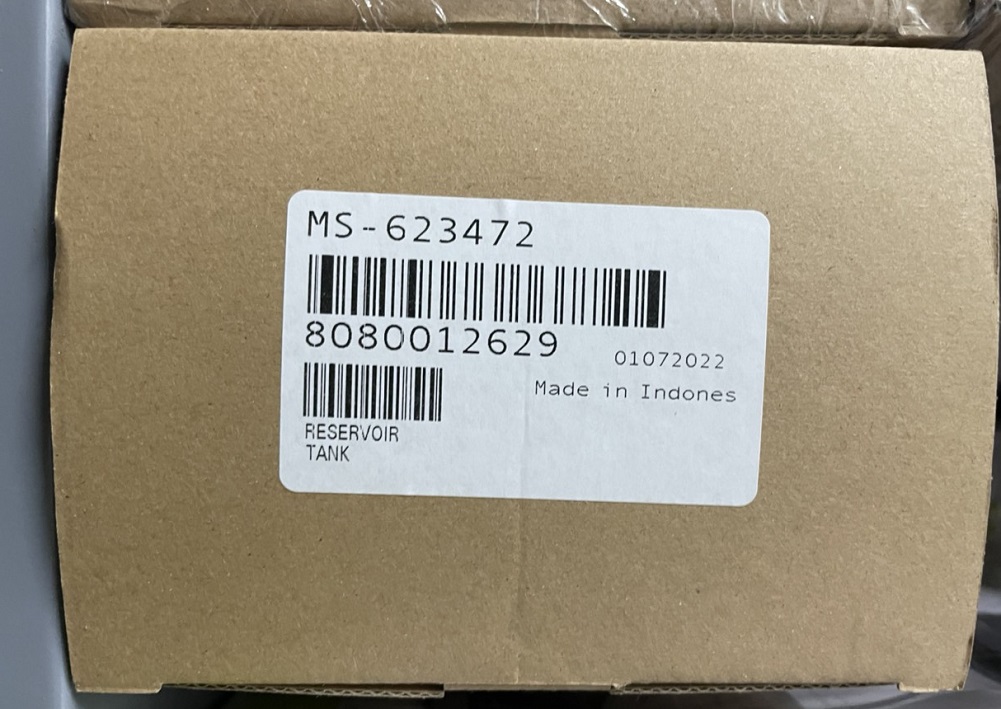 MS-623472
8080012629
01072022
Made in Indones
RESERVOIR
TANK